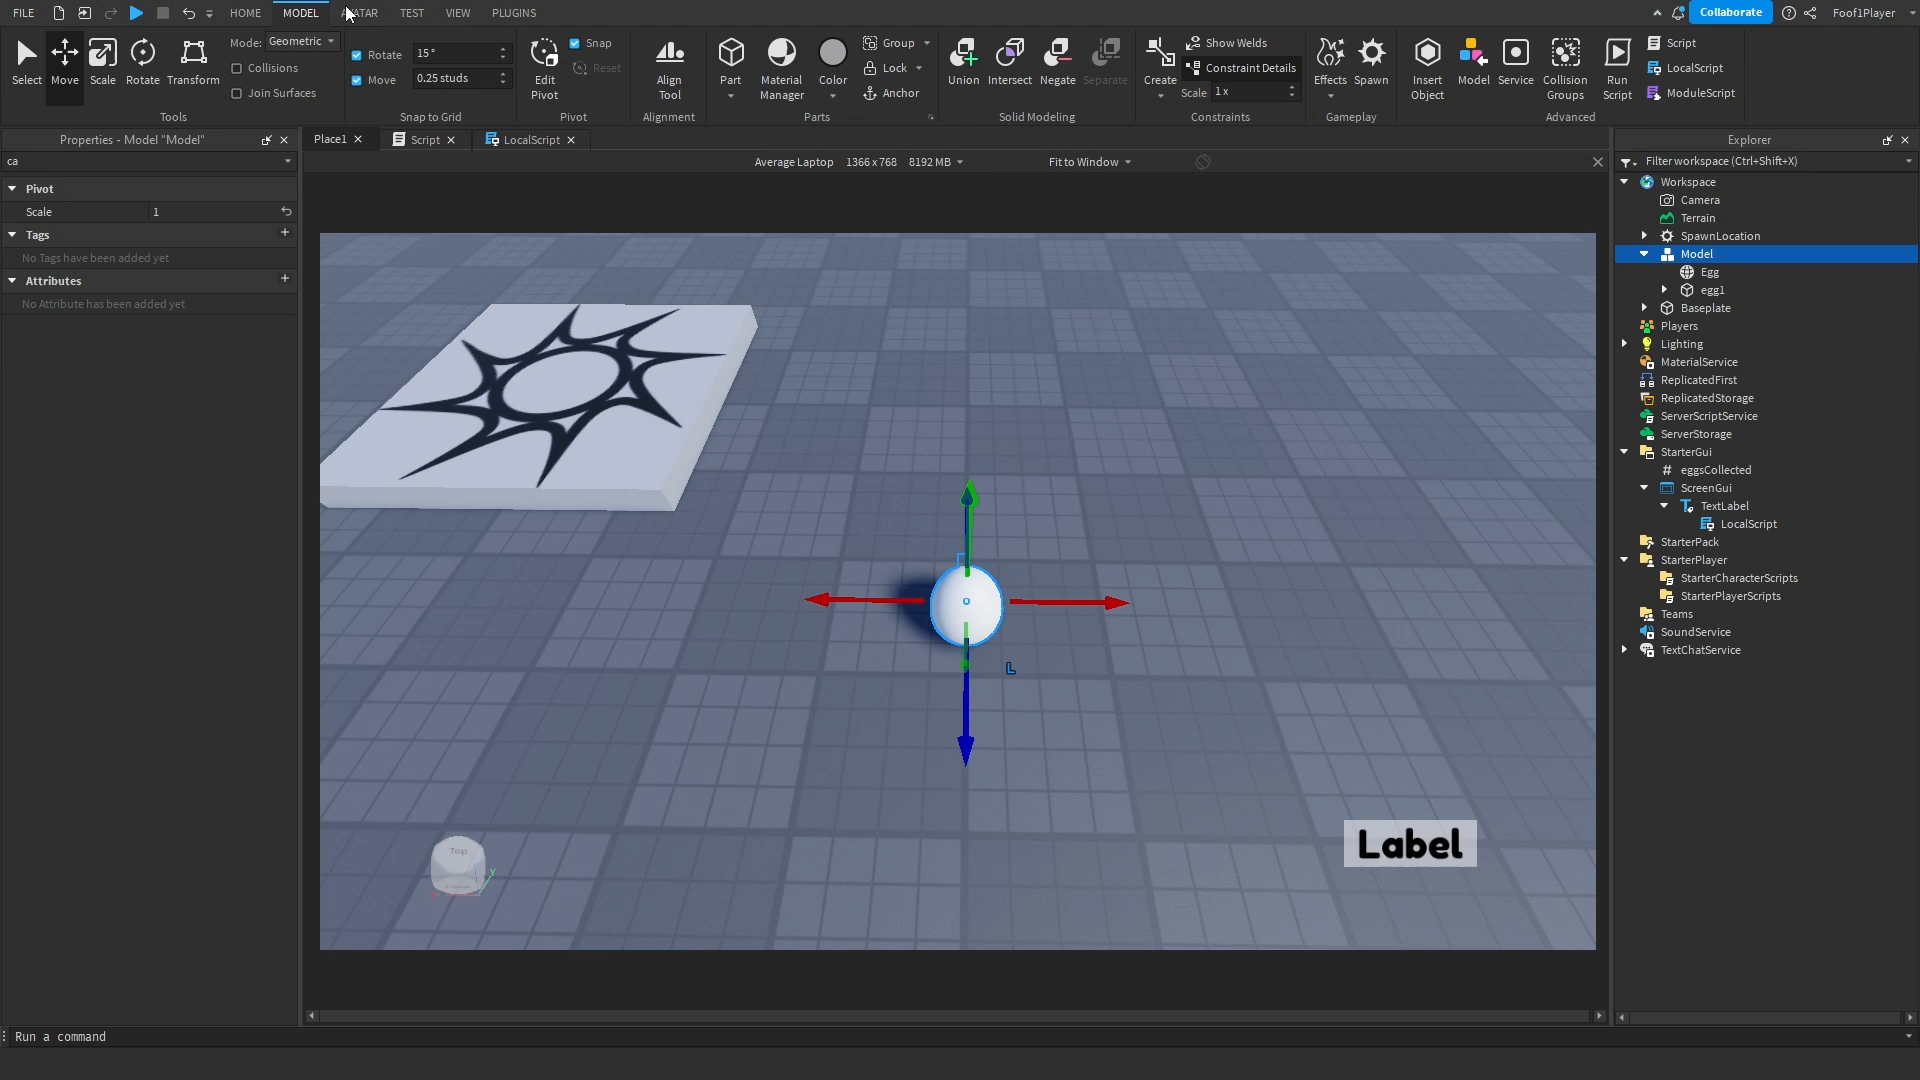 FILE HOME MODEL AVATAR TEST VIEW PLUGINS Collaborate Foof1Player
Select Move Scale Rotate Transform
Mode: Geometric
Collisions
Join Surfaces
Tools
Rotate 15°
Move 0.25 studs
Snap to Grid
Edit Pivot
Snap
Reset
Pivot
Align Tool
Alignment
Part Material Manager Color
Group
Lock
Anchor
Parts
Union Intersect Negate Separate
Solid Modeling
Create
Show Welds
Constraint Details
Scale 1 x
Constraints
Effects Spawn
Gameplay
Insert Object Model Service Collision Groups Run Script
Script
LocalScript
ModuleScript
Advanced
Properties - Model "Model"
ca
Pivot
Scale 1
Tags
No Tags have been added yet
Attributes
No Attribute has been added yet
Place1 Script LocalScript
Average Laptop 1366 x 768 8192 MB Fit to Window
L
Top
Y
Label
Explorer
Filter workspace (Ctrl+Shift+X)
Workspace
Camera
Terrain
SpawnLocation
Model
Egg
egg1
Baseplate
Players
Lighting
MaterialService
ReplicatedFirst
ReplicatedStorage
ServerScriptService
ServerStorage
StarterGui
eggsCollected
ScreenGui
TextLabel
LocalScript
StarterPack
StarterPlayer
StarterCharacterScripts
StarterPlayerScripts
Teams
SoundService
TextChatService
Run a command